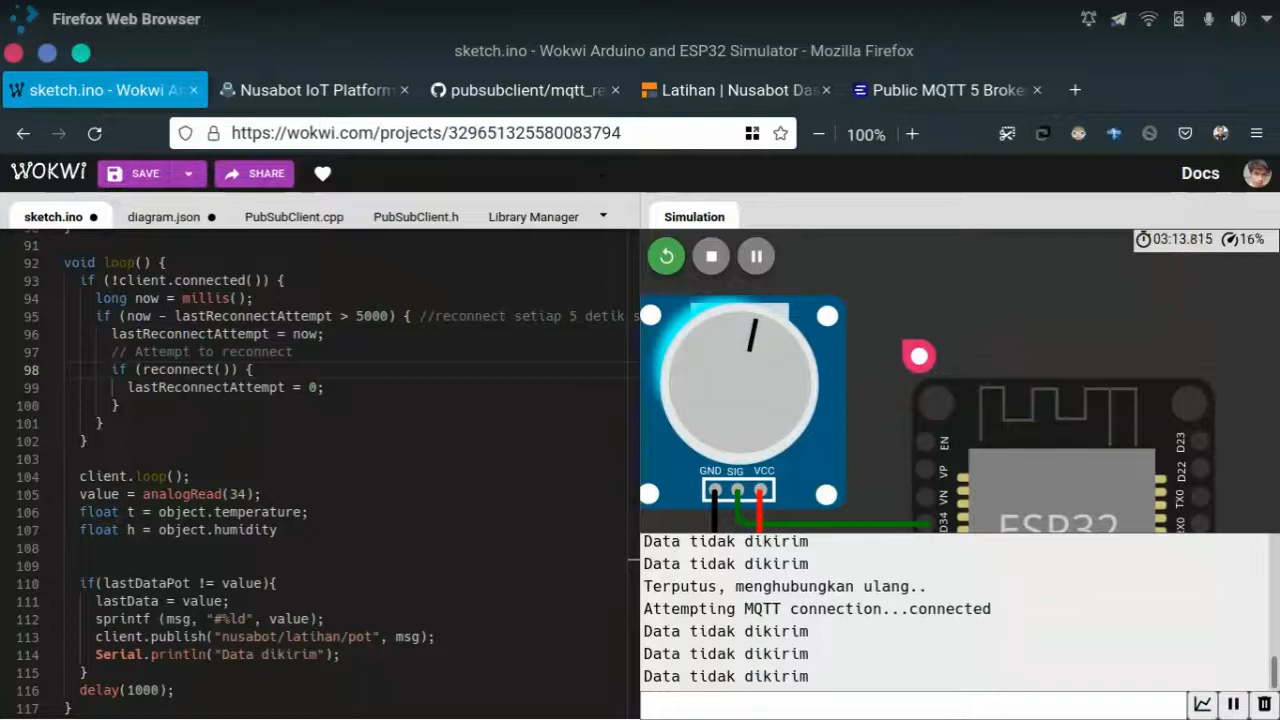 Firefox Web Browser
sketch.ino - Wokwi Arduino and ESP32 Simulator - Mozilla Firefox
sketch.ino - Wokwi Ar
Nusabot IoT Platform
pubsubclient/mqtt_re
Latihan | Nusabot Das
Public MQTT 5 Broke
https://wokwi.com/projects/329651325580083794
100%
WOKWI
SAVE
SHARE
Docs
sketch.ino
diagram.json
PubSubClient.cpp
PubSubClient.h
Library Manager
Simulation
03:13.815
16%
91
92 void loop() {
93 if (!client.connected()) {
94 long now = millis();
95 if (now - lastReconnectAttempt > 5000) { //reconnect setiap 5 detik s
96 lastReconnectAttempt = now;
97 // Attempt to reconnect
98 if (reconnect()) {
99 lastReconnectAttempt = 0;
100 }
101 }
102 }
103
104 client.loop();
105 value = analogRead(34);
106 float t = object.temperature;
107 float h = object.humidity
108
109
110 if(lastDataPot != value){
111 lastData = value;
112 sprintf (msg, "#%ld", value);
113 client.publish("nusabot/latihan/pot", msg);
114 Serial.println("Data dikirim");
115 }
116 delay(1000);
117 }
GND SIG VCC
EN
VP
VN
D34
D23
D22
TX0
RX0
ESP32
Data tidak dikirim
Data tidak dikirim
Terputus, menghubungkan ulang..
Attempting MQTT connection...connected
Data tidak dikirim
Data tidak dikirim
Data tidak dikirim